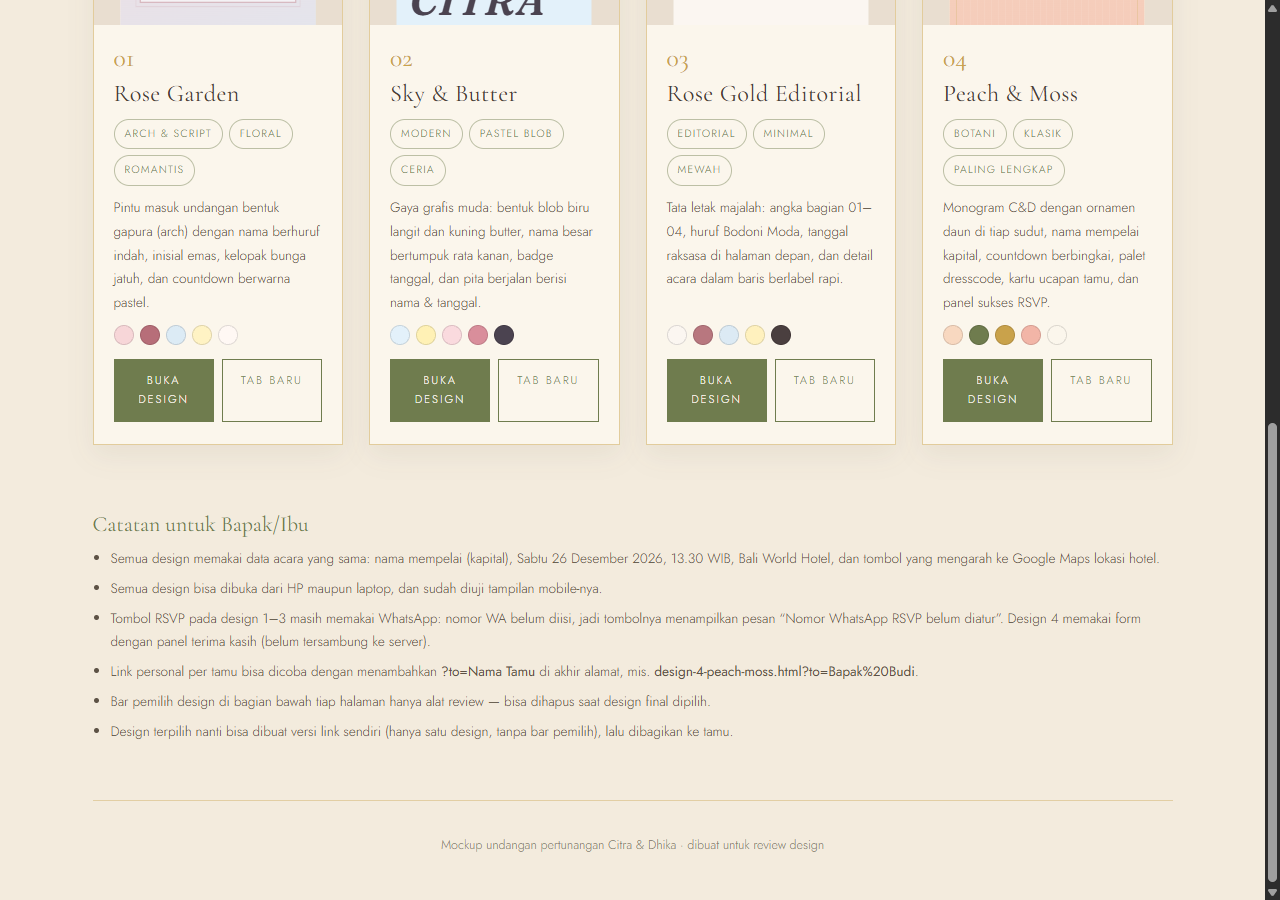 CITRA
01
Rose Garden
ARCH & SCRIPT
FLORAL
ROMANTIS
Pintu masuk undangan bentuk
gapura (arch) dengan nama berhuruf
indah, inisial emas, kelopak bunga
jatuh, dan countdown berwarna
pastel.
BUKA
DESIGN
TAB BARU
02
Sky & Butter
MODERN
PASTEL BLOB
CERIA
Gaya grafis muda: bentuk blob biru
langit dan kuning butter, nama besar
bertumpuk rata kanan, badge
tanggal, dan pita berjalan berisi
nama & tanggal.
BUKA
DESIGN
TAB BARU
03
Rose Gold Editorial
EDITORIAL
MINIMAL
MEWAH
Tata letak majalah: angka bagian 01–
04, huruf Bodoni Moda, tanggal
raksasa di halaman depan, dan detail
acara dalam baris berlabel rapi.
BUKA
DESIGN
TAB BARU
04
Peach & Moss
BOTANI
KLASIK
PALING LENGKAP
Monogram C&D dengan ornamen
daun di tiap sudut, nama mempelai
kapital, countdown berbingkai, palet
dresscode, kartu ucapan tamu, dan
panel sukses RSVP.
BUKA
DESIGN
TAB BARU
Catatan untuk Bapak/Ibu
• Semua design memakai data acara yang sama: nama mempelai (kapital), Sabtu 26 Desember 2026, 13.30 WIB, Bali World Hotel, dan tombol yang mengarah ke Google Maps lokasi hotel.
• Semua design bisa dibuka dari HP maupun laptop, dan sudah diuji tampilan mobile-nya.
• Tombol RSVP pada design 1–3 masih memakai WhatsApp: nomor WA belum diisi, jadi tombolnya menampilkan pesan “Nomor WhatsApp RSVP belum diatur”. Design 4 memakai form
dengan panel terima kasih (belum tersambung ke server).
• Link personal per tamu bisa dicoba dengan menambahkan ?to=Nama Tamu di akhir alamat, mis. design-4-peach-moss.html?to=Bapak%20Budi.
• Bar pemilih design di bagian bawah tiap halaman hanya alat review — bisa dihapus saat design final dipilih.
• Design terpilih nanti bisa dibuat versi link sendiri (hanya satu design, tanpa bar pemilih), lalu dibagikan ke tamu.
Mockup undangan pertunangan Citra & Dhika · dibuat untuk review design